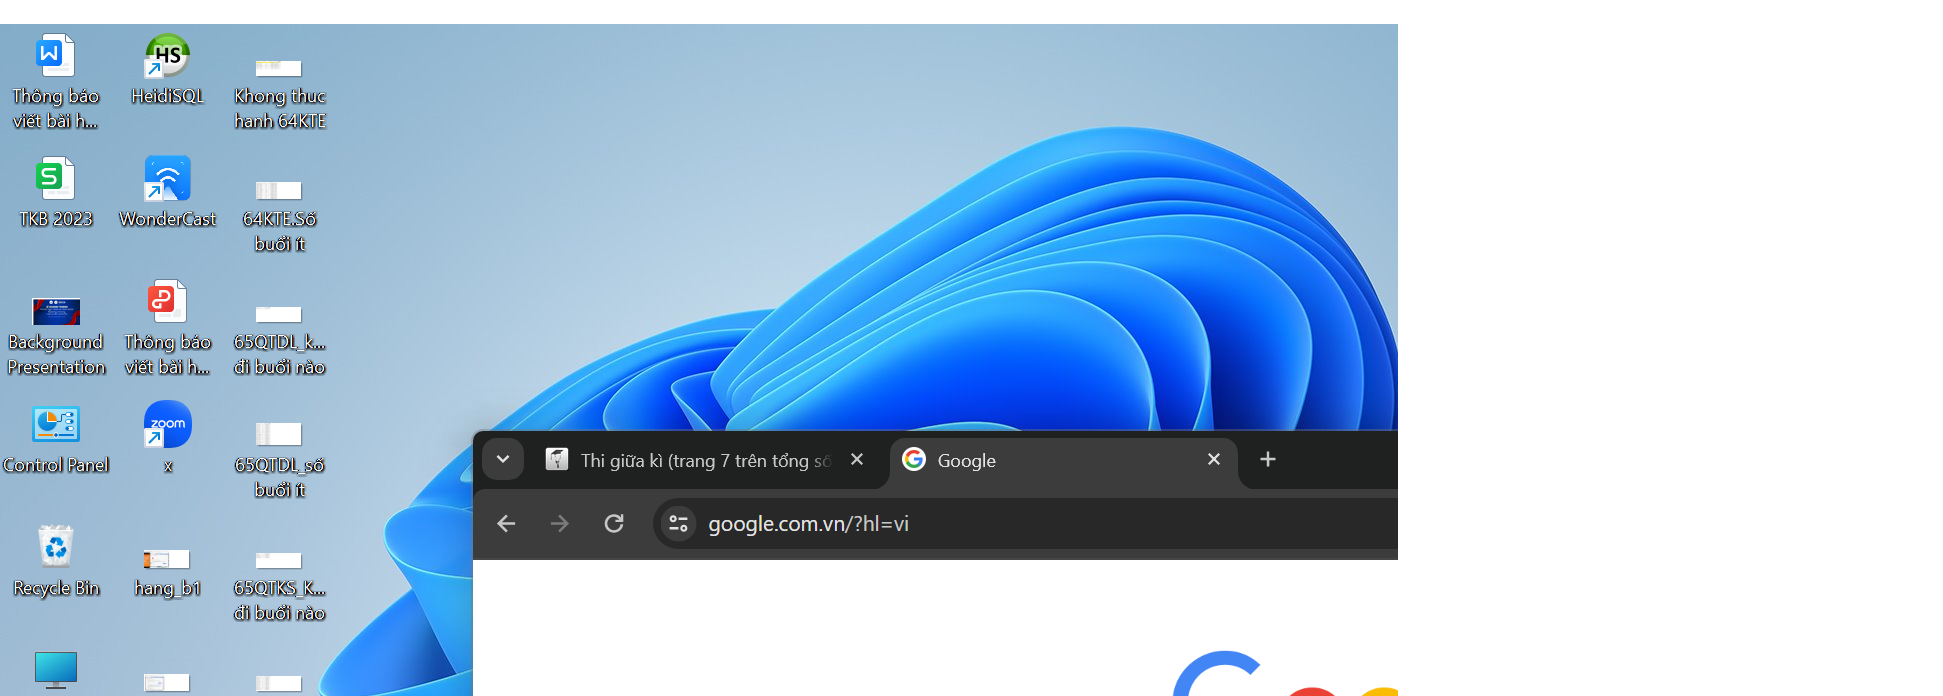 Thông báo
viết bài h...
HeidiSQL
Khong thuc
hanh 64KTE
TKB 2023
WonderCast
64KTE.Số
buổi ít
Background
Presentation
Thông báo
viết bài h...
65QTDL_k...
đi buổi nào
Control Panel
zoom
x
65QTDL_số
buổi ít
Recycle Bin
hang_b1
65QTKS_K...
đi buổi nào
Thi giữa kì (trang 7 trên tổng số
Google
google.com.vn/?hl=vi